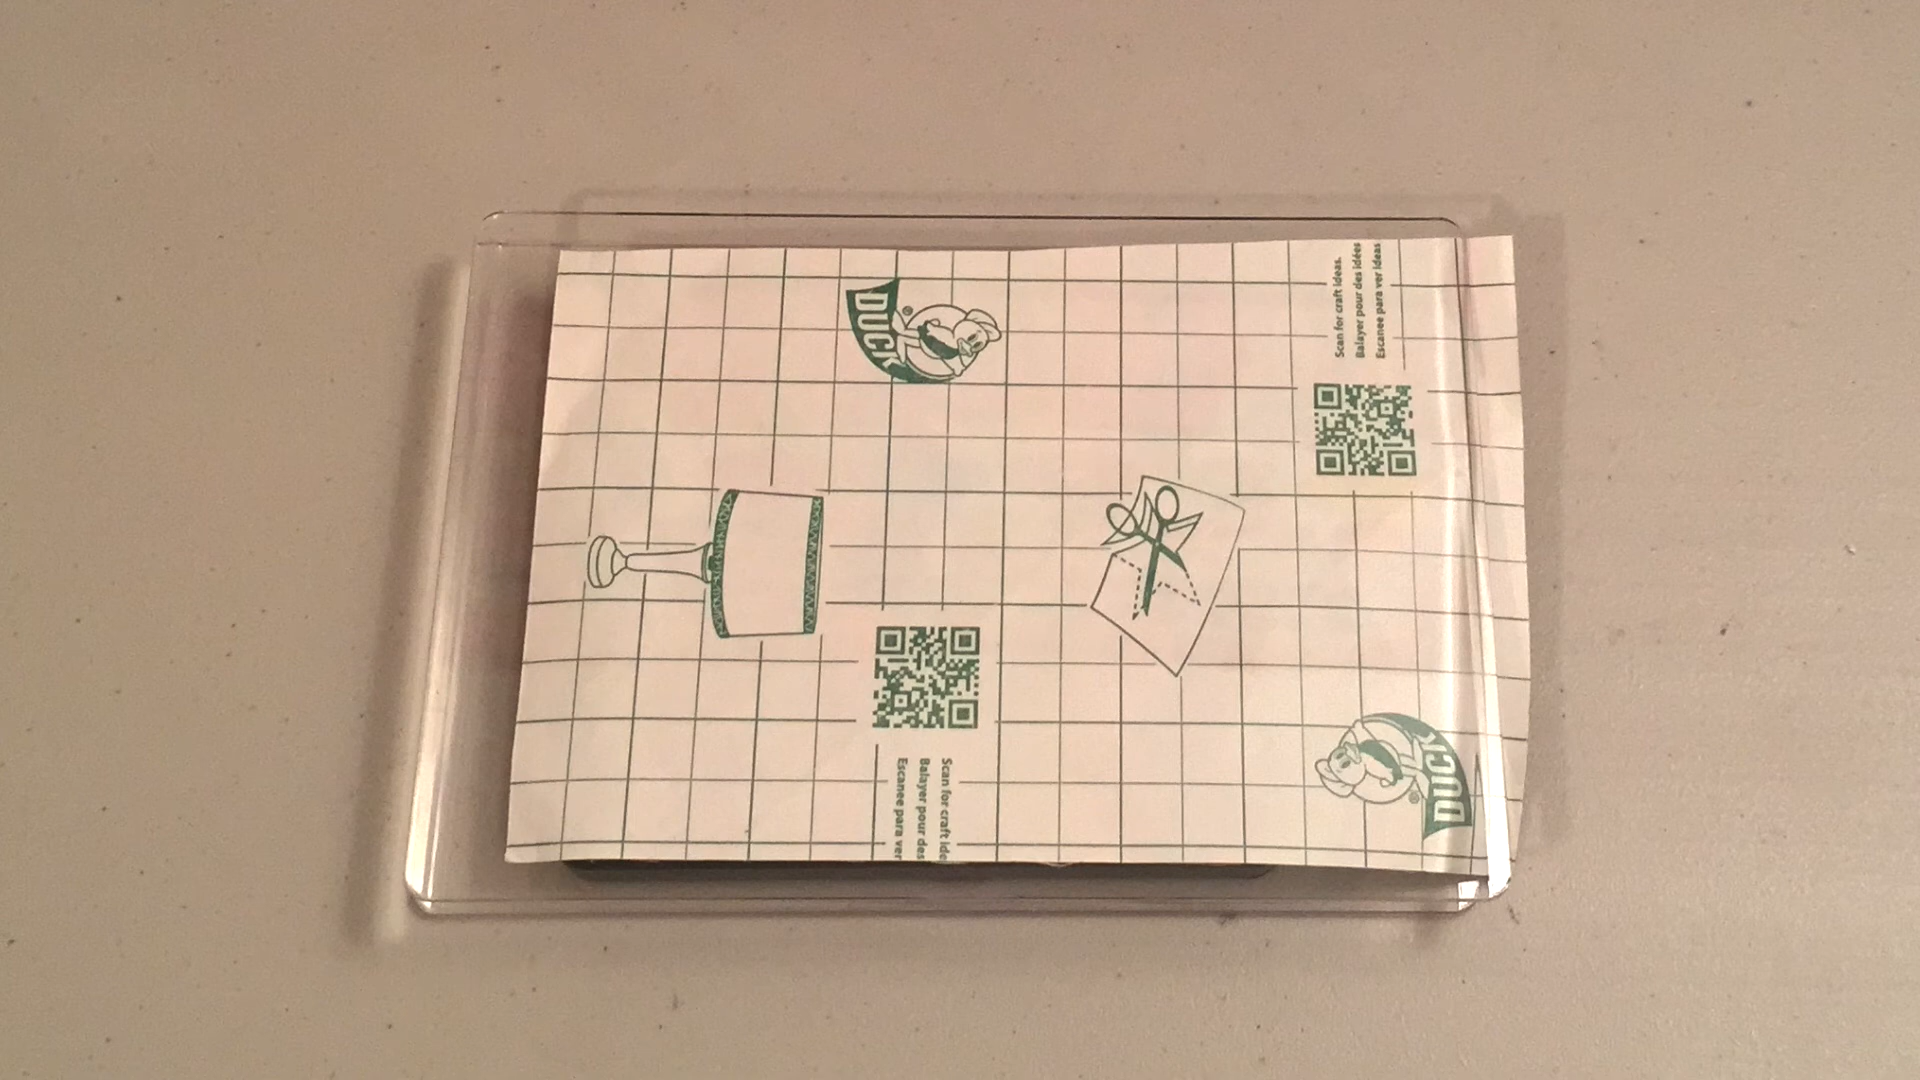 DUCK®
Scan for craft ideas.
Balayer pour des idées
Escanee para ver ideas
Scan for craft ide
Balayer pour des
Escanee para ver
DUCK®